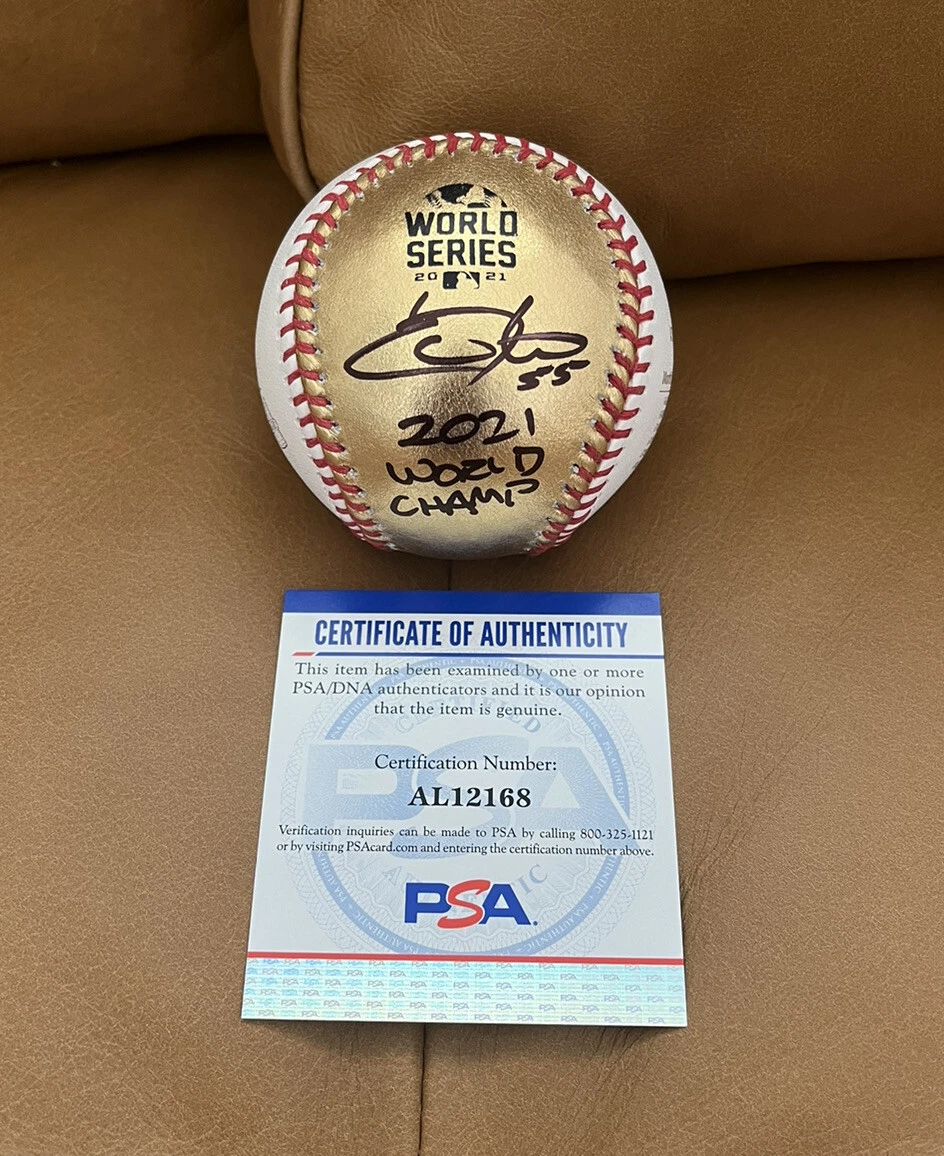 WORLD
SERIES
20 21
55
2021
WORLD
CHAMP
CERTIFICATE OF AUTHENTICITY
This item has been examined by one or more
PSA/DNA authenticators and it is our opinion
that the item is genuine.
Certification Number:
AL12168
Verification inquiries can be made to PSA by calling 800-325-1121
or by visiting PSAcard.com and entering the certification number above.
PSA